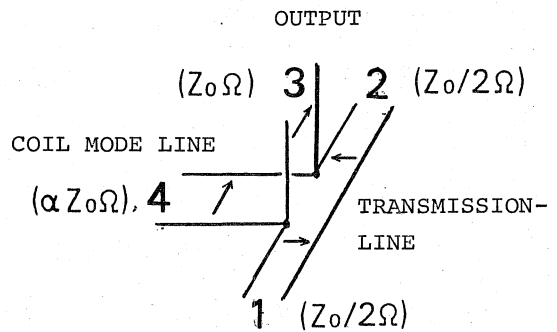 OUTPUT
(Z₀Ω) 3 2 (Z₀/2Ω)
COIL MODE LINE
(αZ₀Ω), 4
TRANSMISSION-
LINE
1 (Z₀/2Ω)